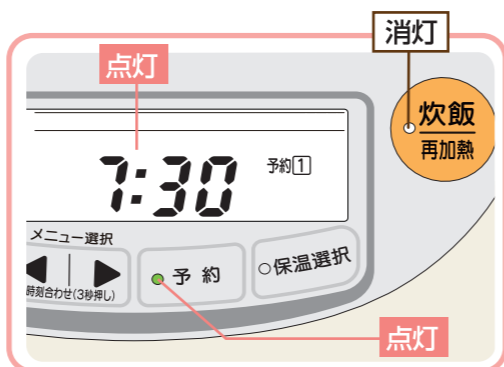 消灯
点灯
炊飯
再加熱
7:30
予約1
メニュー選択
時刻合わせ(3秒押し)
予約
保温選択
点灯